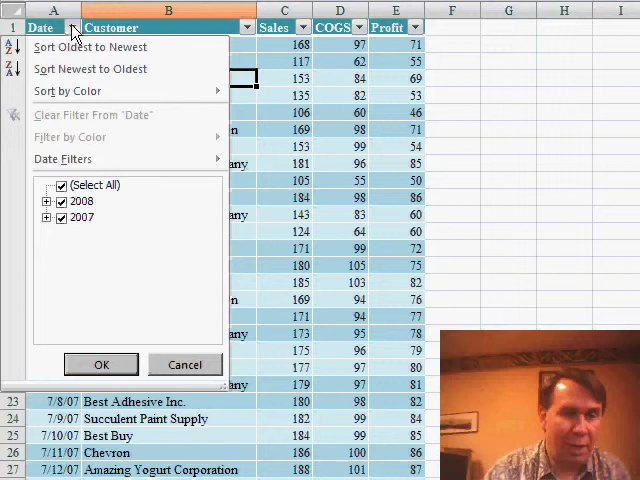 A B C D E F G H I
1 Date Customer Sales COGS Profit
Sort Oldest to Newest 168 97 71
117 62 55
Sort Newest to Oldest 153 84 69
Sort by Color 135 82 53
106 60 46
Clear Filter From "Date"
169 98 71
Filter by Color
153 99 54
Date Filters any 181 96 85
105 55 50
(Select All)
2008 184 98 86
2007 any 143 83 60
124 64 60
171 99 72
180 105 75
185 103 82
n 169 94 76
171 94 77
any 173 95 78
175 96 79
OK Cancel 177 97 80
any 179 97 81
23 7/8/07 Best Adhesive Inc. 180 98 82
24 7/9/07 Succulent Paint Supply 182 99 84
25 7/10/07 Best Buy 184 99 85
26 7/11/07 Chevron 186 100 86
27 7/12/07 Amazing Yogurt Corporation 188 101 87